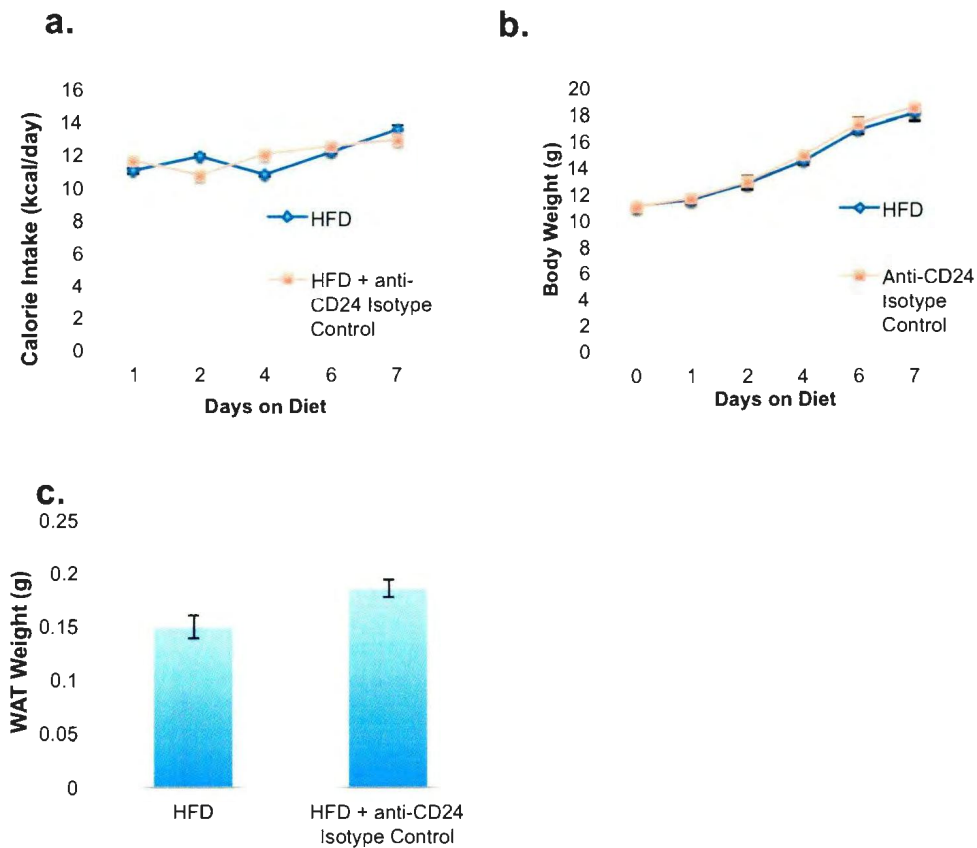 a.
16
14
12
10
8
6
4
2
0
Calorie Intake (kcal/day)
HFD
HFD + anti-
CD24 Isotype
Control
1 2 4 6 7
Days on Diet
b.
20
18
16
14
12
10
8
6
4
2
0
Body Weight (g)
HFD
Anti-CD24
Isotype
Control
0 1 2 4 6 7
Days on Diet
c.
0.25
0.2
0.15
0.1
0.05
0
WAT Weight (g)
HFD
HFD + anti-CD24
Isotype Control